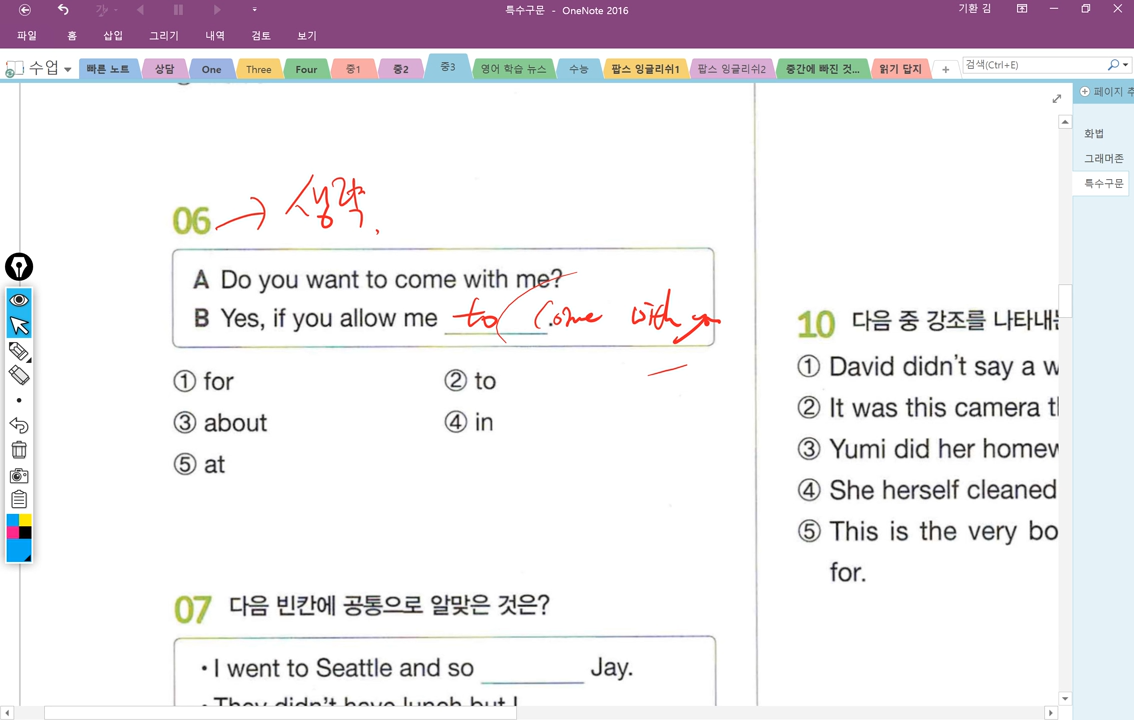 특수구문 - OneNote 2016
기환 김
파일 홈 삽입 그리기 내역 검토 보기
수업 빠른 노트 상담 One Three Four 중1 중2 중3 영어 학습 뉴스 수능 팝스 잉글리쉬1 팝스 잉글리쉬2 중간에 빠진 것... 읽기 답지 + 검색(Ctrl+E)
페이지 추
화법
그래머존
특수구문
06 → 생략.
A Do you want to come with me?
B Yes, if you allow me to (come with you
① for ② to
③ about ④ in
⑤ at
07 다음 빈칸에 공통으로 알맞은 것은?
• I went to Seattle and so ________ Jay.
• They didn't have lunch but I
10 다음 중 강조를 나타내는
① David didn't say a w
② It was this camera th
③ Yumi did her homew
④ She herself cleaned
⑤ This is the very bo
for.